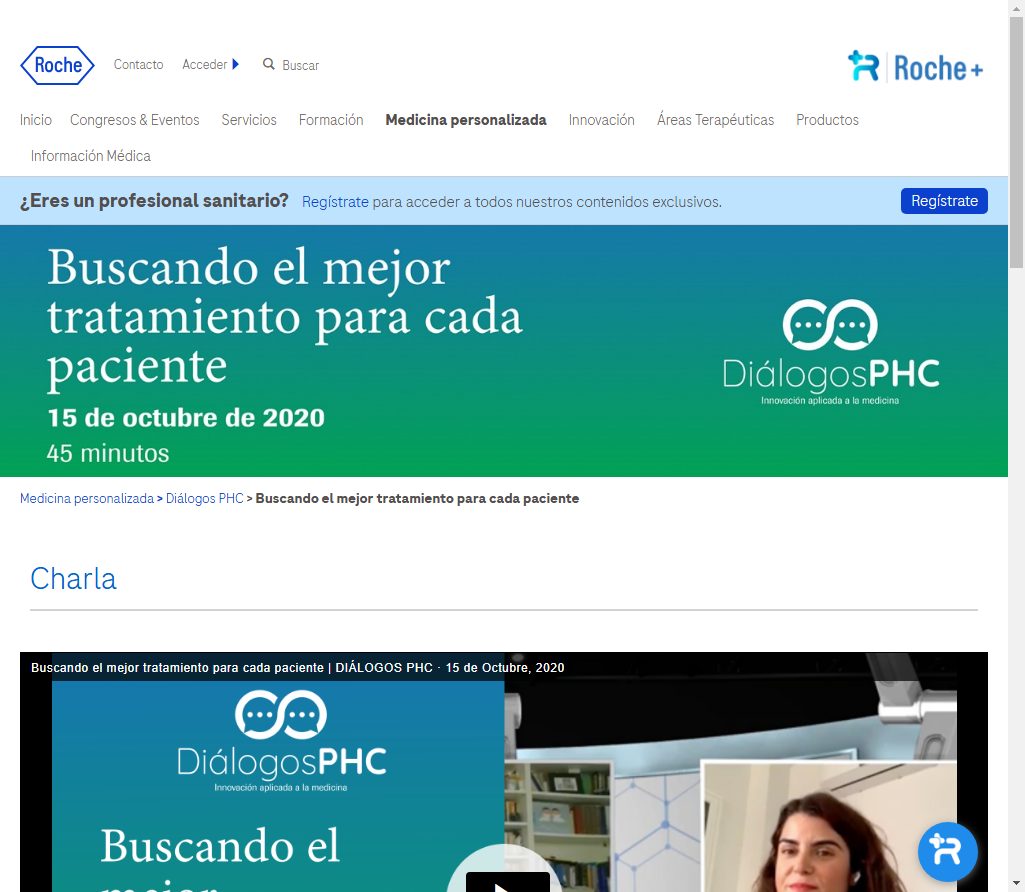 Roche
Contacto
Acceder
Buscar
Roche+
Inicio
Congresos & Eventos
Servicios
Formación
Medicina personalizada
Innovación
Áreas Terapéuticas
Productos
Información Médica
¿Eres un profesional sanitario?
Regístrate para acceder a todos nuestros contenidos exclusivos.
Regístrate
Buscando el mejor
tratamiento para cada
paciente
15 de octubre de 2020
45 minutos
DiálogosPHC
Innovación aplicada a la medicina
Medicina personalizada > Diálogos PHC > Buscando el mejor tratamiento para cada paciente
Charla
Buscando el mejor tratamiento para cada paciente | DIÁLOGOS PHC · 15 de Octubre, 2020
DiálogosPHC
Innovación aplicada a la medicina
Buscando el
mejor